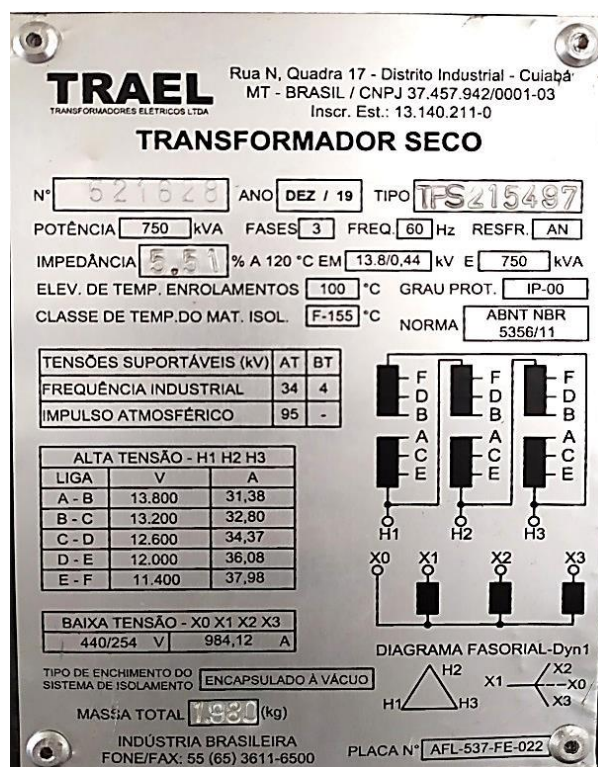 TRAEL
TRANSFORMADORES ELÉTRICOS LTDA
Rua N, Quadra 17 - Distrito Industrial - Cuiabá
MT - BRASIL / CNPJ 37.457.942/0001-03
Inscr. Est.: 13.140.211-0
TRANSFORMADOR SECO
N° 521628 ANO DEZ / 19 TIPO TFS215497
POTÊNCIA 750 kVA FASES 3 FREQ. 60 Hz RESFR. AN
IMPEDÂNCIA 5,51 % A 120 °C EM 13.8/0,44 kV E 750 kVA
ELEV. DE TEMP. ENROLAMENTOS 100 °C GRAU PROT. IP-00
CLASSE DE TEMP.DO MAT. ISOL. F-155 °C NORMA ABNT NBR
5356/11
TENSÕES SUPORTÁVEIS (kV) AT BT
FREQUÊNCIA INDUSTRIAL 34 4
IMPULSO ATMOSFÉRICO 95 -
F F F
D D D
B B B
A A A
C C C
E E E
H1 H2 H3
ALTA TENSÃO - H1 H2 H3
LIGA V A
A - B 13.800 31,38
B - C 13.200 32,80
C - D 12.600 34,37
D - E 12.000 36,08
E - F 11.400 37,98
X0 X1 X2 X3
BAIXA TENSÃO - X0 X1 X2 X3
440/254 V 984,12 A
DIAGRAMA FASORIAL-Dyn1
H2
H1 H3
X2
X1 X0
X3
TIPO DE ENCHIMENTO DO
SISTEMA DE ISOLAMENTO ENCAPSULADO À VÁCUO
MASSA TOTAL 1.980 (kg)
INDÚSTRIA BRASILEIRA
FONE/FAX: 55 (65) 3611-6500
PLACA N° AFL-537-FE-022